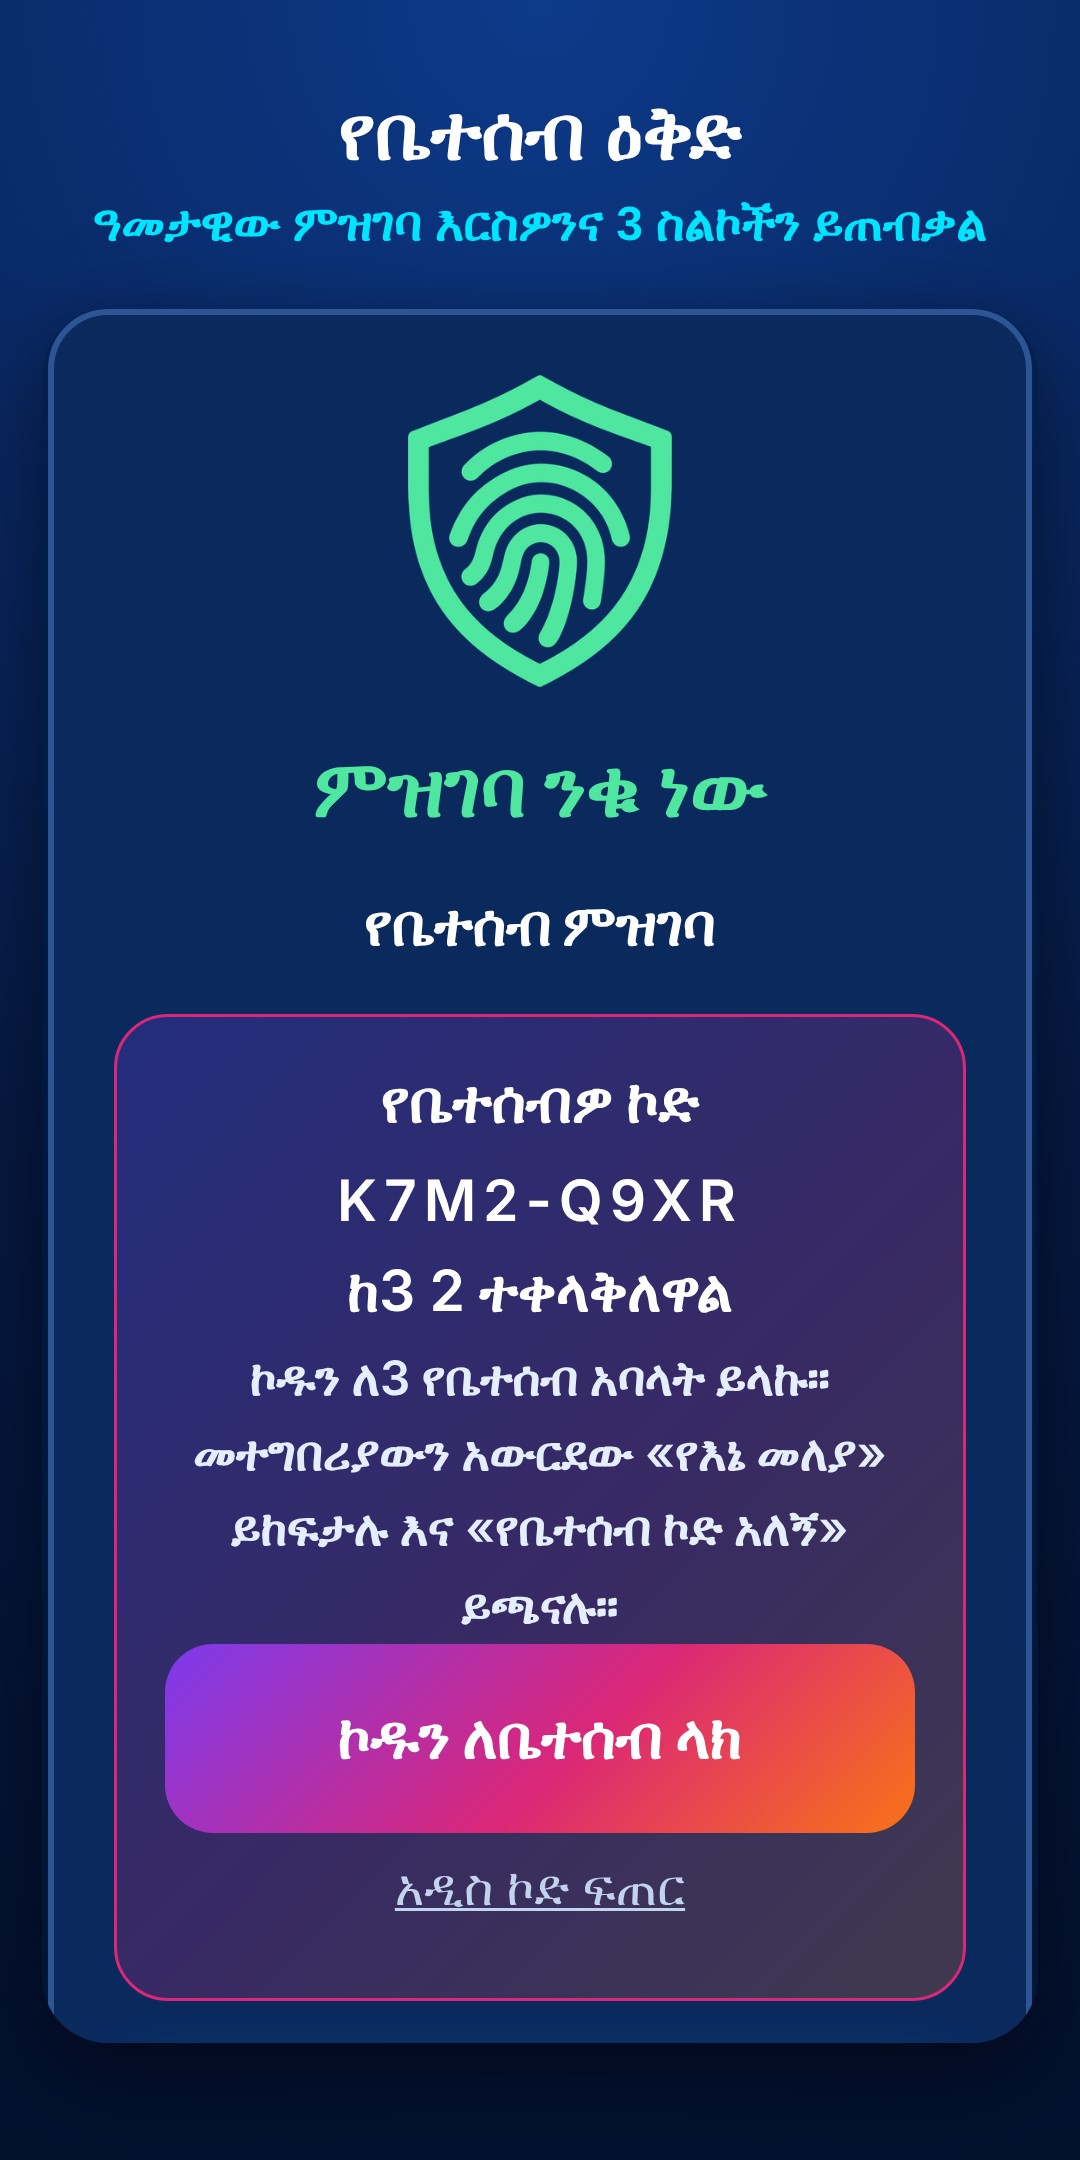 የቤተሰብ ዕቅድ
ዓመታዊው ምዝገባ እርስዎንና 3 ስልኮችን ይጠብቃል
ምዝገባ ንቁ ነው
የቤተሰብ ምዝገባ
የቤተሰብዎ ኮድ
K7M2-Q9XR
ከ3 2 ተቀላቅለዋል
ኮዱን ለ3 የቤተሰብ አባላት ይላኩ።
መተግበሪያውን አውርደው «የእኔ መለያ»
ይከፍታሉ እና «የቤተሰብ ኮድ አለኝ»
ይጫናሉ።
ኮዱን ለቤተሰብ ላክ
አዲስ ኮድ ፍጠር